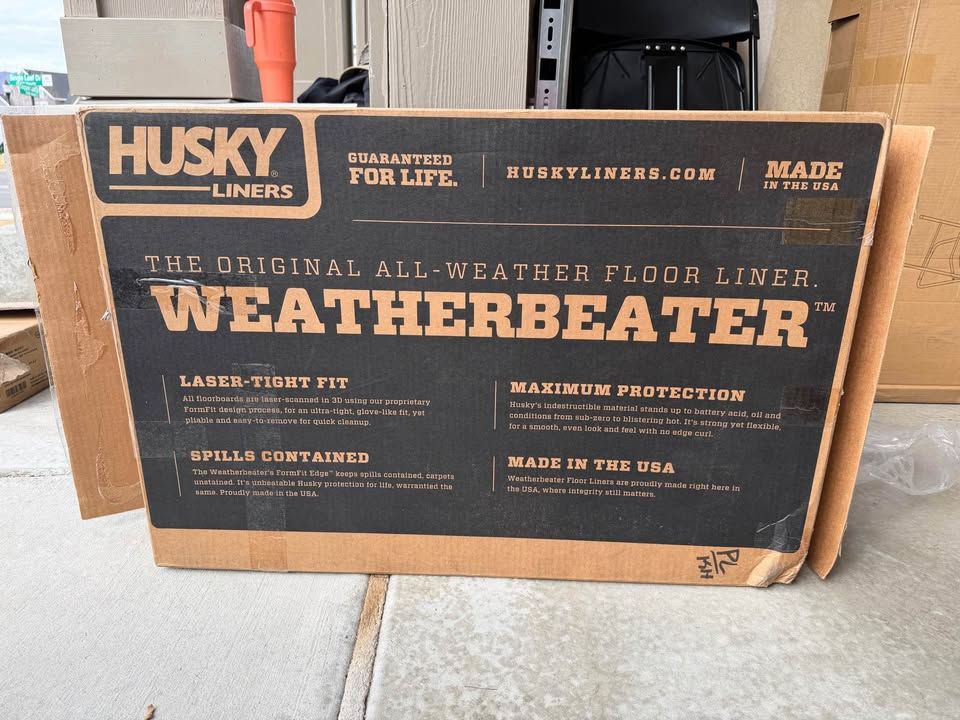 HUSKY®
LINERS
GUARANTEED
FOR LIFE.
HUSKYLINERS.COM
MADE
IN THE USA
THE ORIGINAL ALL-WEATHER FLOOR LINER.
WEATHERBEATER™
LASER-TIGHT FIT
All floorboards are laser-scanned in 3D using our proprietary
FormFit design process, for an ultra-tight, glove-like fit, yet
pliable and easy-to-remove for quick cleanup.
MAXIMUM PROTECTION
Husky's indestructible material stands up to battery acid, oil and
conditions from sub-zero to blistering hot. It's strong yet flexible,
for a smooth, even look and feel with no edge curl.
SPILLS CONTAINED
The Weatherbeater's FormFit Edge™ keeps spills contained, carpets
unstained. It's unbeatable Husky protection for life, warrantied the
same. Proudly made in the USA.
MADE IN THE USA
Weatherbeater Floor Liners are proudly made right here in
the USA, where integrity still matters.
PL